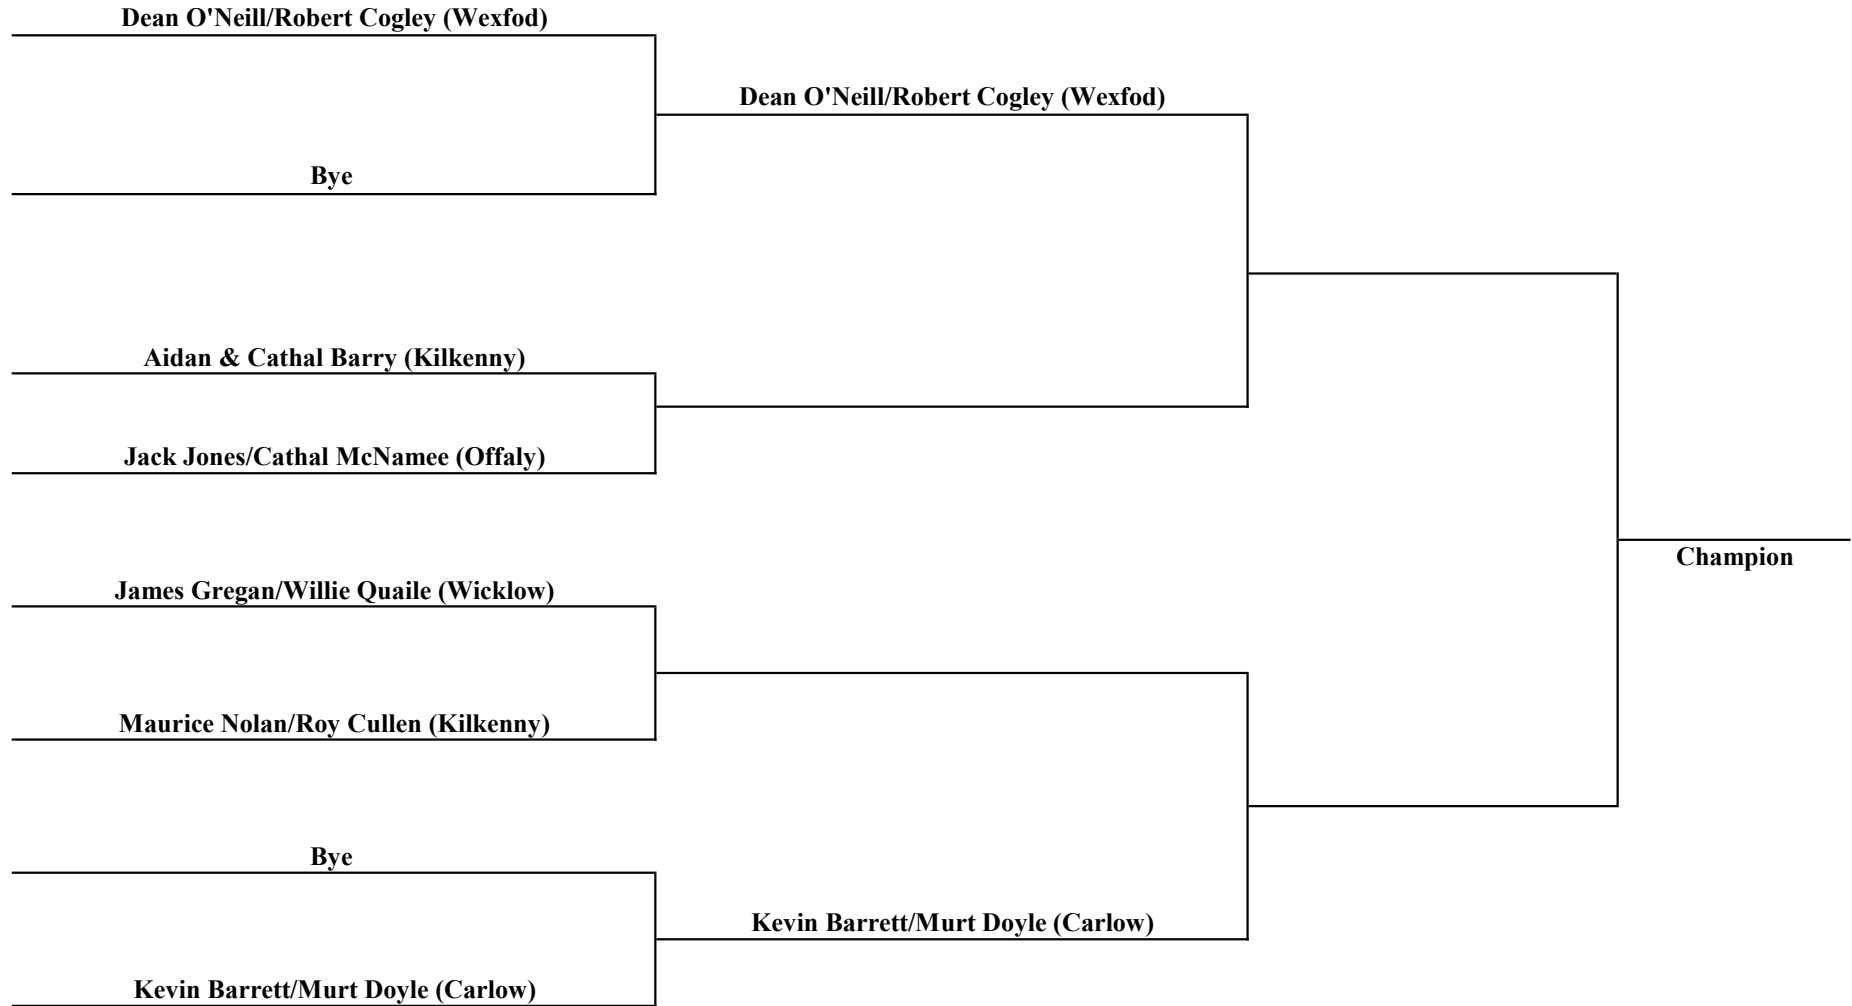 Dean O'Neill/Robert Cogley (Wexfod)
Dean O'Neill/Robert Cogley (Wexfod)
Bye
Aidan & Cathal Barry (Kilkenny)
Jack Jones/Cathal McNamee (Offaly)
Champion
James Gregan/Willie Quaile (Wicklow)
Maurice Nolan/Roy Cullen (Kilkenny)
Bye
Kevin Barrett/Murt Doyle (Carlow)
Kevin Barrett/Murt Doyle (Carlow)